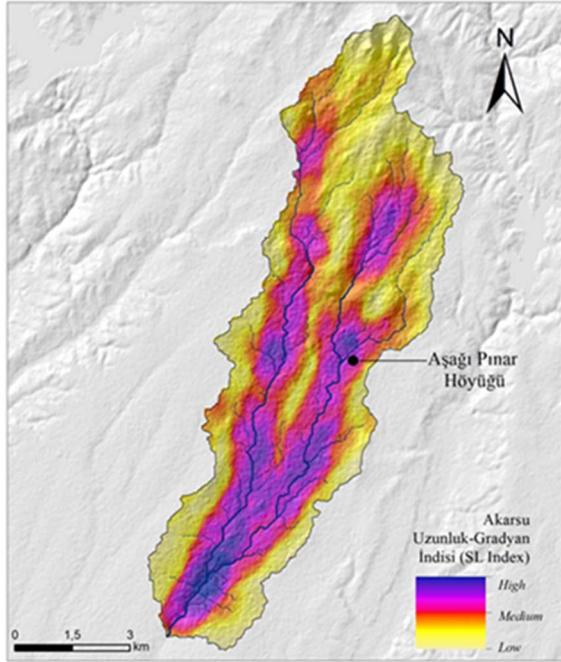 N
Aşağı Pınar
Höyüğü
Akarsu
Uzunluk-Gradyan
İndisi (SL Index)
High
Medium
Low
0 1,5 3
km